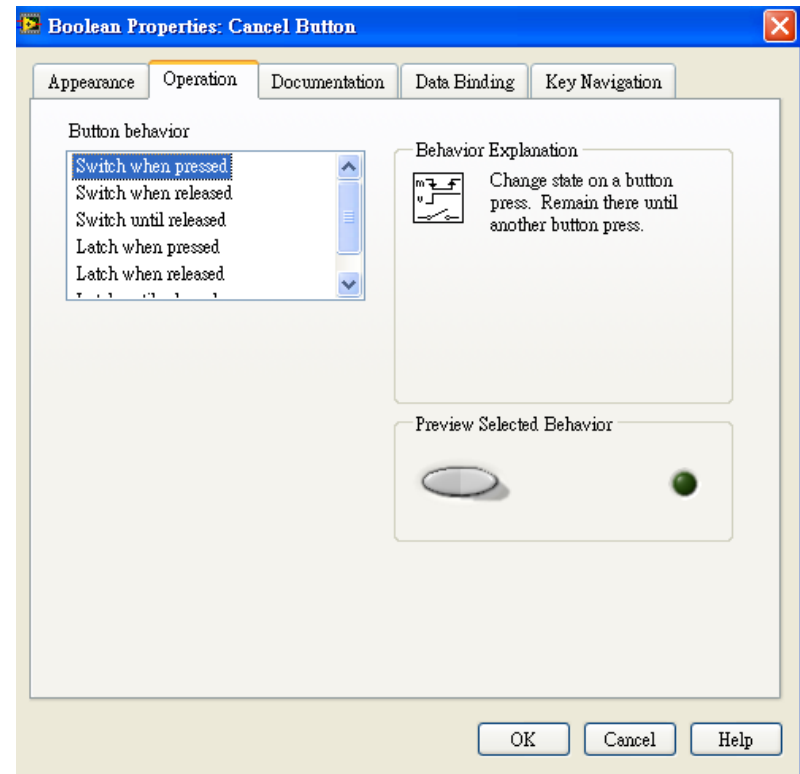 Boolean Properties: Cancel Button
Appearance
Operation
Documentation
Data Binding
Key Navigation
Button behavior
Switch when pressed
Switch when released
Switch until released
Latch when pressed
Latch when released
Behavior Explanation
Change state on a button
press. Remain there until
another button press.
Preview Selected Behavior
OK
Cancel
Help